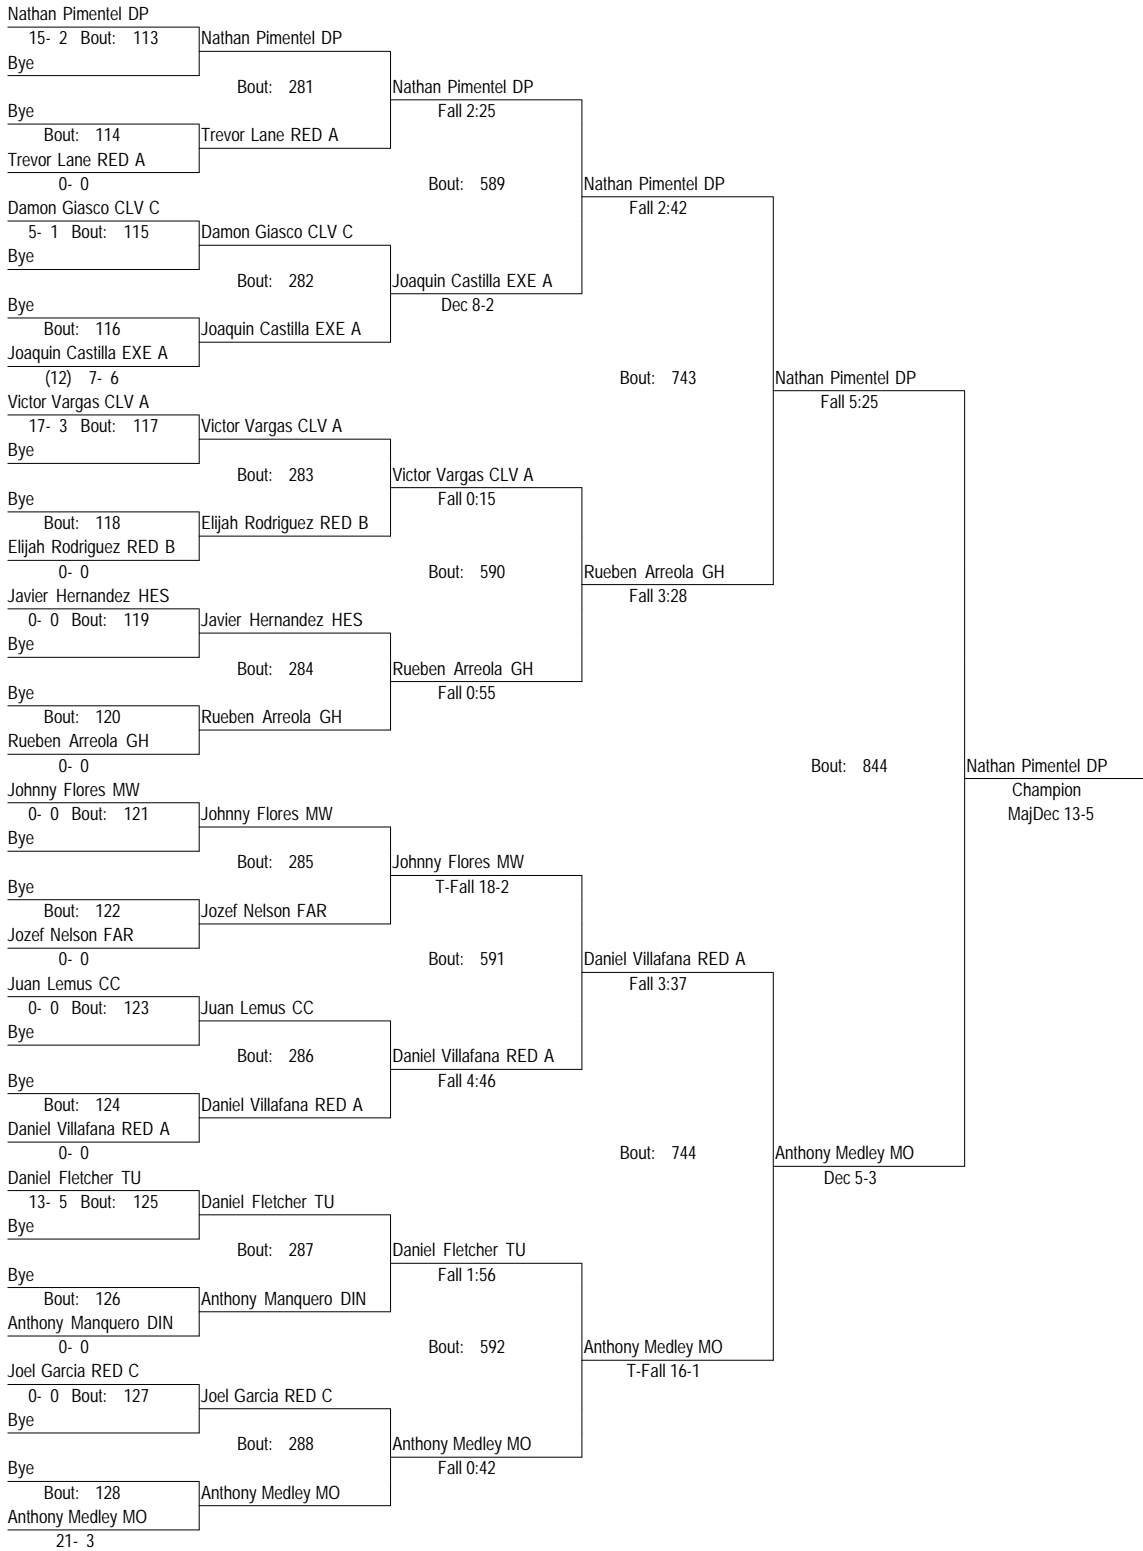 Nathan Pimentel DP
15- 2 Bout: 113 Nathan Pimentel DP
Bye
Bout: 281 Nathan Pimentel DP
Bye Fall 2:25
Bout: 114 Trevor Lane RED A
Trevor Lane RED A
0- 0 Bout: 589 Nathan Pimentel DP
Damon Giasco CLV C Fall 2:42
5- 1 Bout: 115 Damon Giasco CLV C
Bye
Bout: 282 Joaquin Castilla EXE A
Bye Dec 8-2
Bout: 116 Joaquin Castilla EXE A
Joaquin Castilla EXE A
(12) 7- 6 Bout: 743 Nathan Pimentel DP
Victor Vargas CLV A Fall 5:25
17- 3 Bout: 117 Victor Vargas CLV A
Bye
Bout: 283 Victor Vargas CLV A
Bye Fall 0:15
Bout: 118 Elijah Rodriguez RED B
Elijah Rodriguez RED B
0- 0 Bout: 590 Rueben Arreola GH
Javier Hernandez HES Fall 3:28
0- 0 Bout: 119 Javier Hernandez HES
Bye
Bout: 284 Rueben Arreola GH
Bye Fall 0:55
Bout: 120 Rueben Arreola GH
Rueben Arreola GH
0- 0 Bout: 844 Nathan Pimentel DP
Johnny Flores MW Champion
0- 0 Bout: 121 Johnny Flores MW MajDec 13-5
Bye
Bout: 285 Johnny Flores MW
Bye T-Fall 18-2
Bout: 122 Jozef Nelson FAR
Jozef Nelson FAR
0- 0 Bout: 591 Daniel Villafana RED A
Juan Lemus CC Fall 3:37
0- 0 Bout: 123 Juan Lemus CC
Bye
Bout: 286 Daniel Villafana RED A
Bye Fall 4:46
Bout: 124 Daniel Villafana RED A
Daniel Villafana RED A
0- 0 Bout: 744 Anthony Medley MO
Daniel Fletcher TU Dec 5-3
13- 5 Bout: 125 Daniel Fletcher TU
Bye
Bout: 287 Daniel Fletcher TU
Bye Fall 1:56
Bout: 126 Anthony Manquero DIN
Anthony Manquero DIN
0- 0 Bout: 592 Anthony Medley MO
Joel Garcia RED C T-Fall 16-1
0- 0 Bout: 127 Joel Garcia RED C
Bye
Bout: 288 Anthony Medley MO
Bye Fall 0:42
Bout: 128 Anthony Medley MO
Anthony Medley MO
21- 3